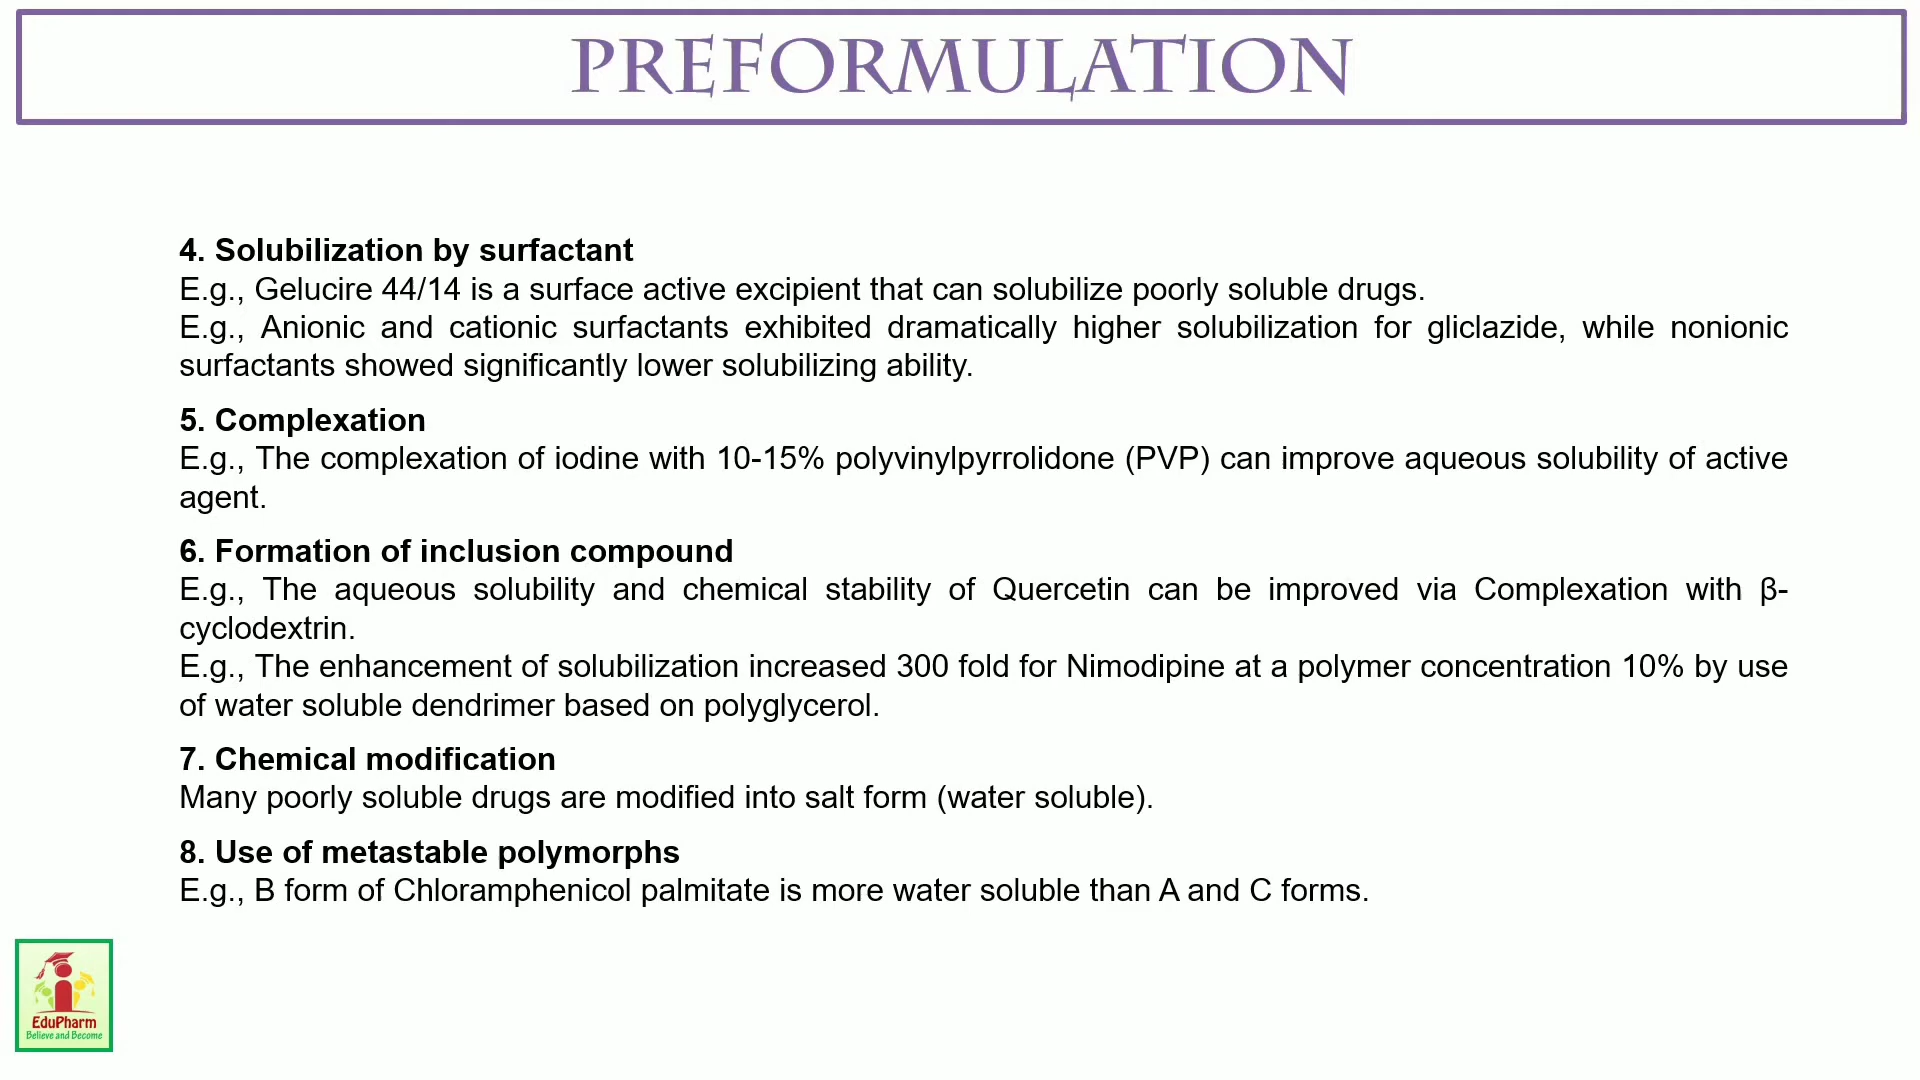 PREFORMULATION
4. Solubilization by surfactant
E.g., Gelucire 44/14 is a surface active excipient that can solubilize poorly soluble drugs.
E.g., Anionic and cationic surfactants exhibited dramatically higher solubilization for gliclazide, while nonionic
surfactants showed significantly lower solubilizing ability.
5. Complexation
E.g., The complexation of iodine with 10-15% polyvinylpyrrolidone (PVP) can improve aqueous solubility of active
agent.
6. Formation of inclusion compound
E.g., The aqueous solubility and chemical stability of Quercetin can be improved via Complexation with β-
cyclodextrin.
E.g., The enhancement of solubilization increased 300 fold for Nimodipine at a polymer concentration 10% by use
of water soluble dendrimer based on polyglycerol.
7. Chemical modification
Many poorly soluble drugs are modified into salt form (water soluble).
8. Use of metastable polymorphs
E.g., B form of Chloramphenicol palmitate is more water soluble than A and C forms.
EduPharm
Believe and Become